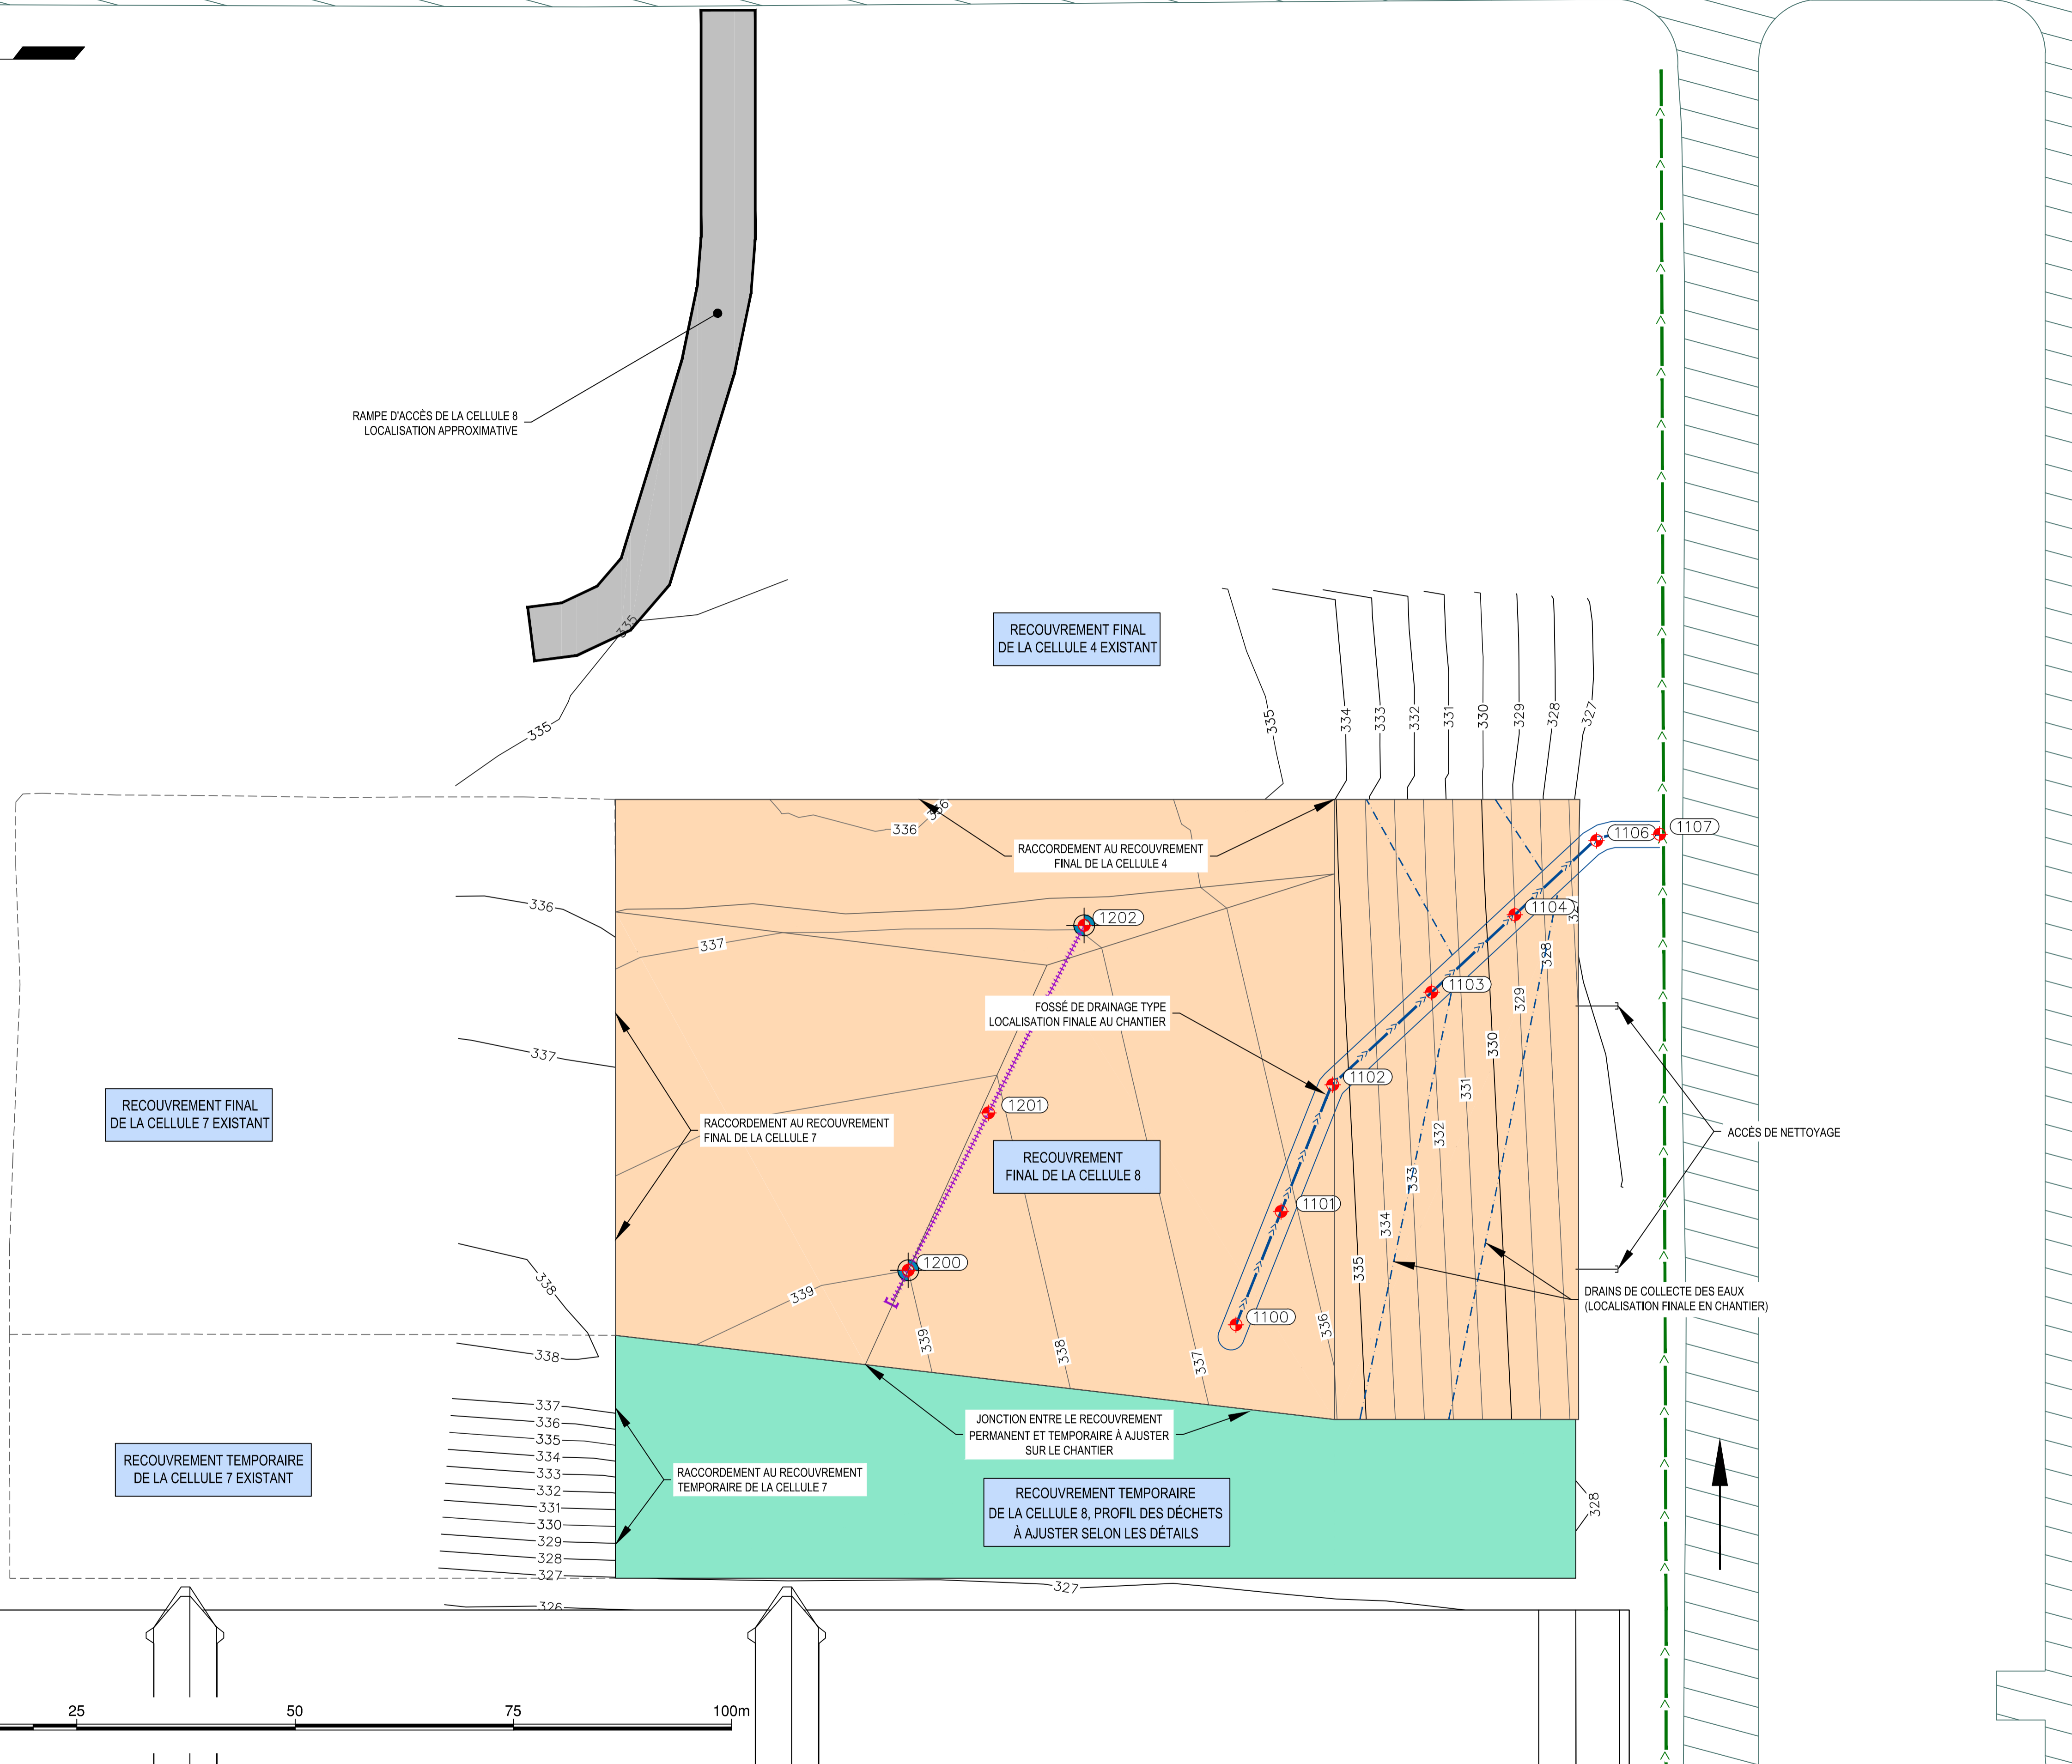 RAMPE D'ACCÈS DE LA CELLULE 8
LOCALISATION APPROXIMATIVE
335
335
RECOUVREMENT FINAL
DE LA CELLULE 4 EXISTANT
335
334
333
332
331
330
329
328
327
336
336
RACCORDEMENT AU RECOUVREMENT
FINAL DE LA CELLULE 4
1106
1107
336
337
1202
1104
328
1103
FOSSÉ DE DRAINAGE TYPE
LOCALISATION FINALE AU CHANTIER
329
330
337
1102
331
RECOUVREMENT FINAL
DE LA CELLULE 7 EXISTANT
RACCORDEMENT AU RECOUVREMENT
FINAL DE LA CELLULE 7
1201
332
ACCÈS DE NETTOYAGE
RECOUVREMENT
FINAL DE LA CELLULE 8
333
1101
334
335
338
339
1200
DRAINS DE COLLECTE DES EAUX
(LOCALISATION FINALE EN CHANTIER)
1100
336
339
338
337
338
337
336
335
334
333
332
331
330
329
328
327
326
JONCTION ENTRE LE RECOUVREMENT
PERMANENT ET TEMPORAIRE À AJUSTER
SUR LE CHANTIER
RECOUVREMENT TEMPORAIRE
DE LA CELLULE 7 EXISTANT
RACCORDEMENT AU RECOUVREMENT
TEMPORAIRE DE LA CELLULE 7
RECOUVREMENT TEMPORAIRE
DE LA CELLULE 8, PROFIL DES DÉCHETS
À AJUSTER SELON LES DÉTAILS
328
327
25
50
75
100m